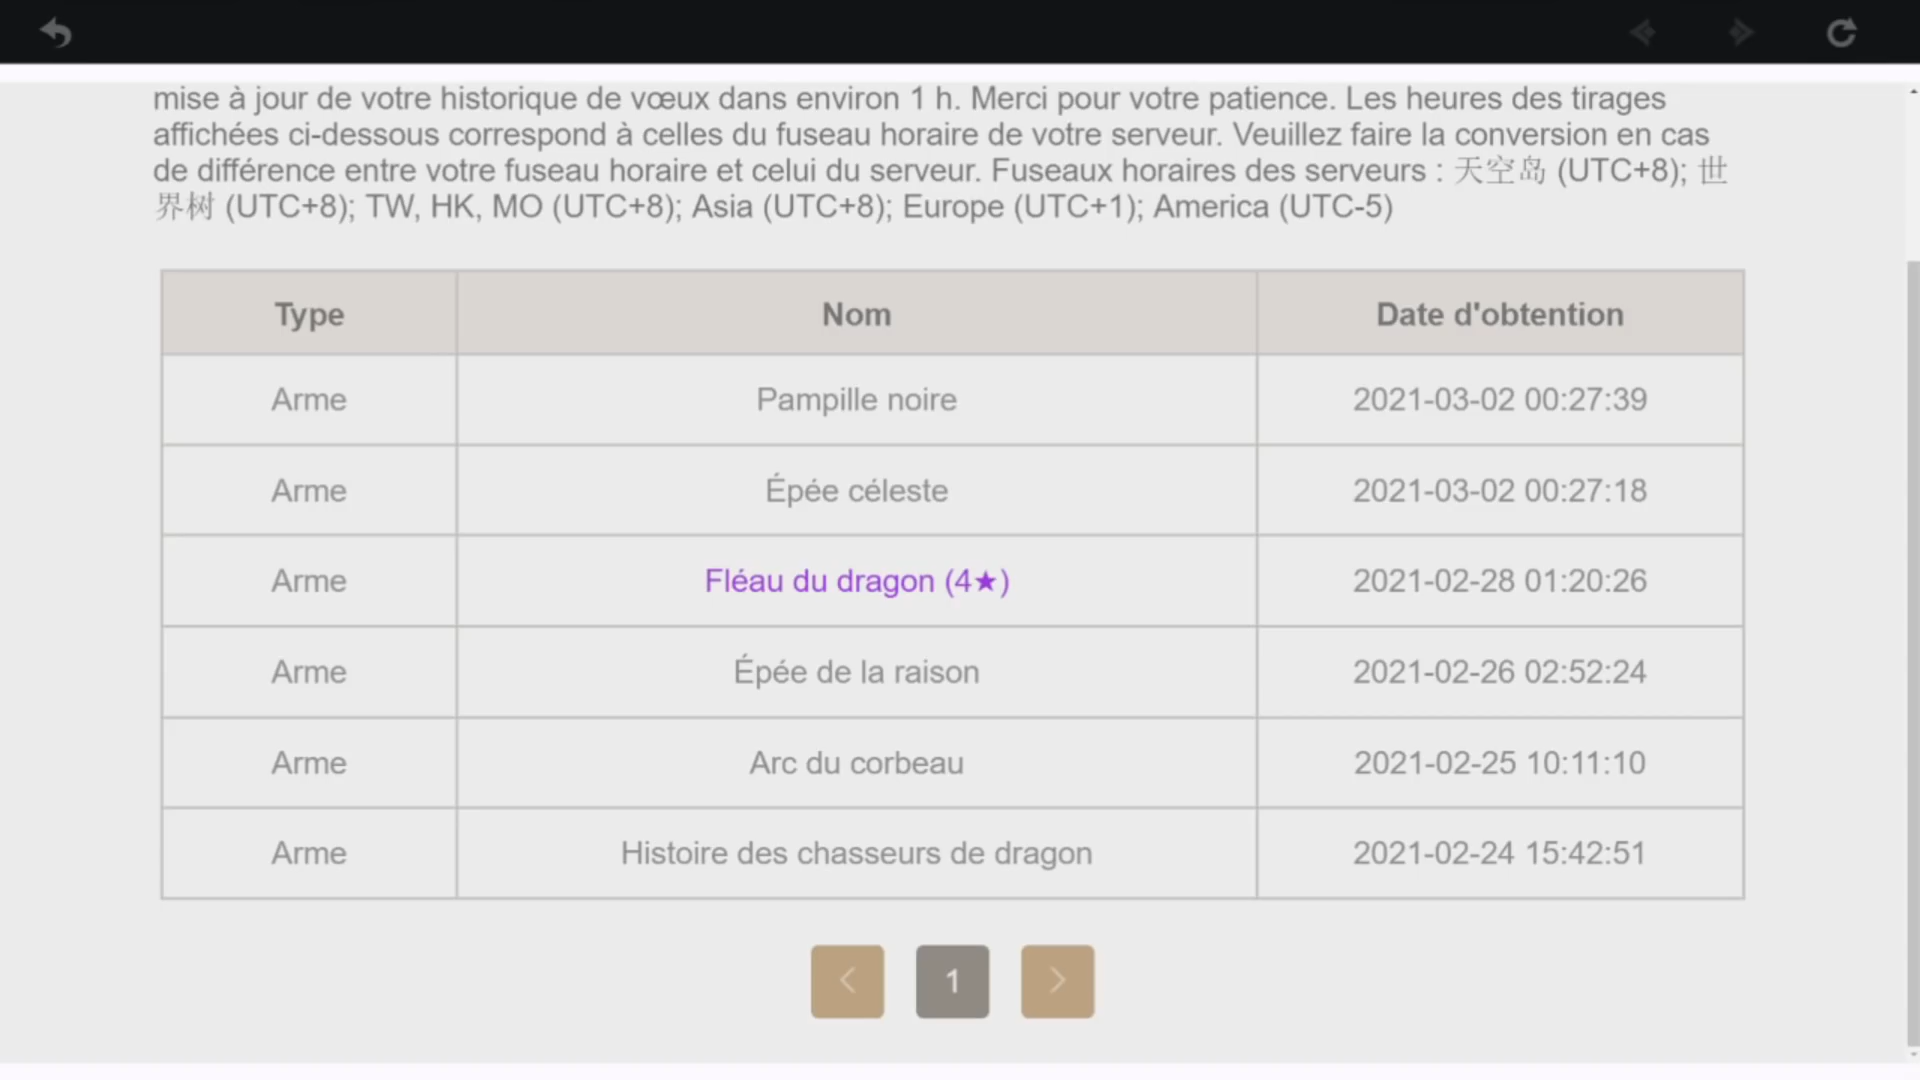 mise à jour de votre historique de vœux dans environ 1 h. Merci pour votre patience. Les heures des tirages
affichées ci-dessous correspond à celles du fuseau horaire de votre serveur. Veuillez faire la conversion en cas
de différence entre votre fuseau horaire et celui du serveur. Fuseaux horaires des serveurs : 天空岛 (UTC+8); 世
界树 (UTC+8); TW, HK, MO (UTC+8); Asia (UTC+8); Europe (UTC+1); America (UTC-5)
Type Nom Date d'obtention
Arme Pampille noire 2021-03-02 00:27:39
Arme Épée céleste 2021-03-02 00:27:18
Arme Fléau du dragon (4★) 2021-02-28 01:20:26
Arme Épée de la raison 2021-02-26 02:52:24
Arme Arc du corbeau 2021-02-25 10:11:10
Arme Histoire des chasseurs de dragon 2021-02-24 15:42:51
1